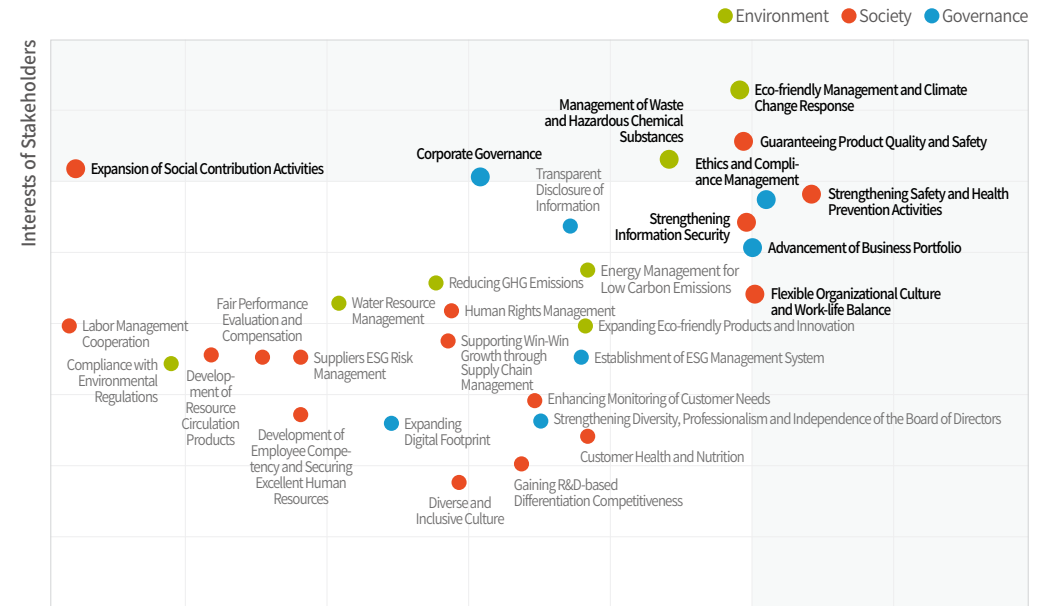 Environment
Society
Governance
Interests of Stakeholders
Eco-friendly Management and Climate
Change Response
Management of Waste
and Hazardous Chemical
Substances
Guaranteeing Product Quality and Safety
Expansion of Social Contribution Activities
Corporate Governance
Ethics and Compli-
ance Management
Transparent
Disclosure of
Information
Strengthening Safety and Health
Prevention Activities
Strengthening
Information Security
Advancement of Business Portfolio
Energy Management for
Low Carbon Emissions
Reducing GHG Emissions
Flexible Organizational Culture
and Work-life Balance
Water Resource
Management
Human Rights Management
Fair Performance
Evaluation and
Compensation
Labor Management
Cooperation
Expanding Eco-friendly Products and Innovation
Supporting Win-Win
Growth through
Supply Chain
Management
Establishment of ESG Management System
Suppliers ESG Risk
Management
Compliance with
Environmental
Regulations
Develop-
ment of
Resource
Circulation
Products
Enhancing Monitoring of Customer Needs
Strengthening Diversity, Professionalism and Independence of the Board of Directors
Expanding
Digital Footprint
Development of
Employee Compe-
tency and Securing
Excellent Human
Resources
Customer Health and Nutrition
Gaining R&D-based
Differentiation Competitiveness
Diverse and
Inclusive Culture